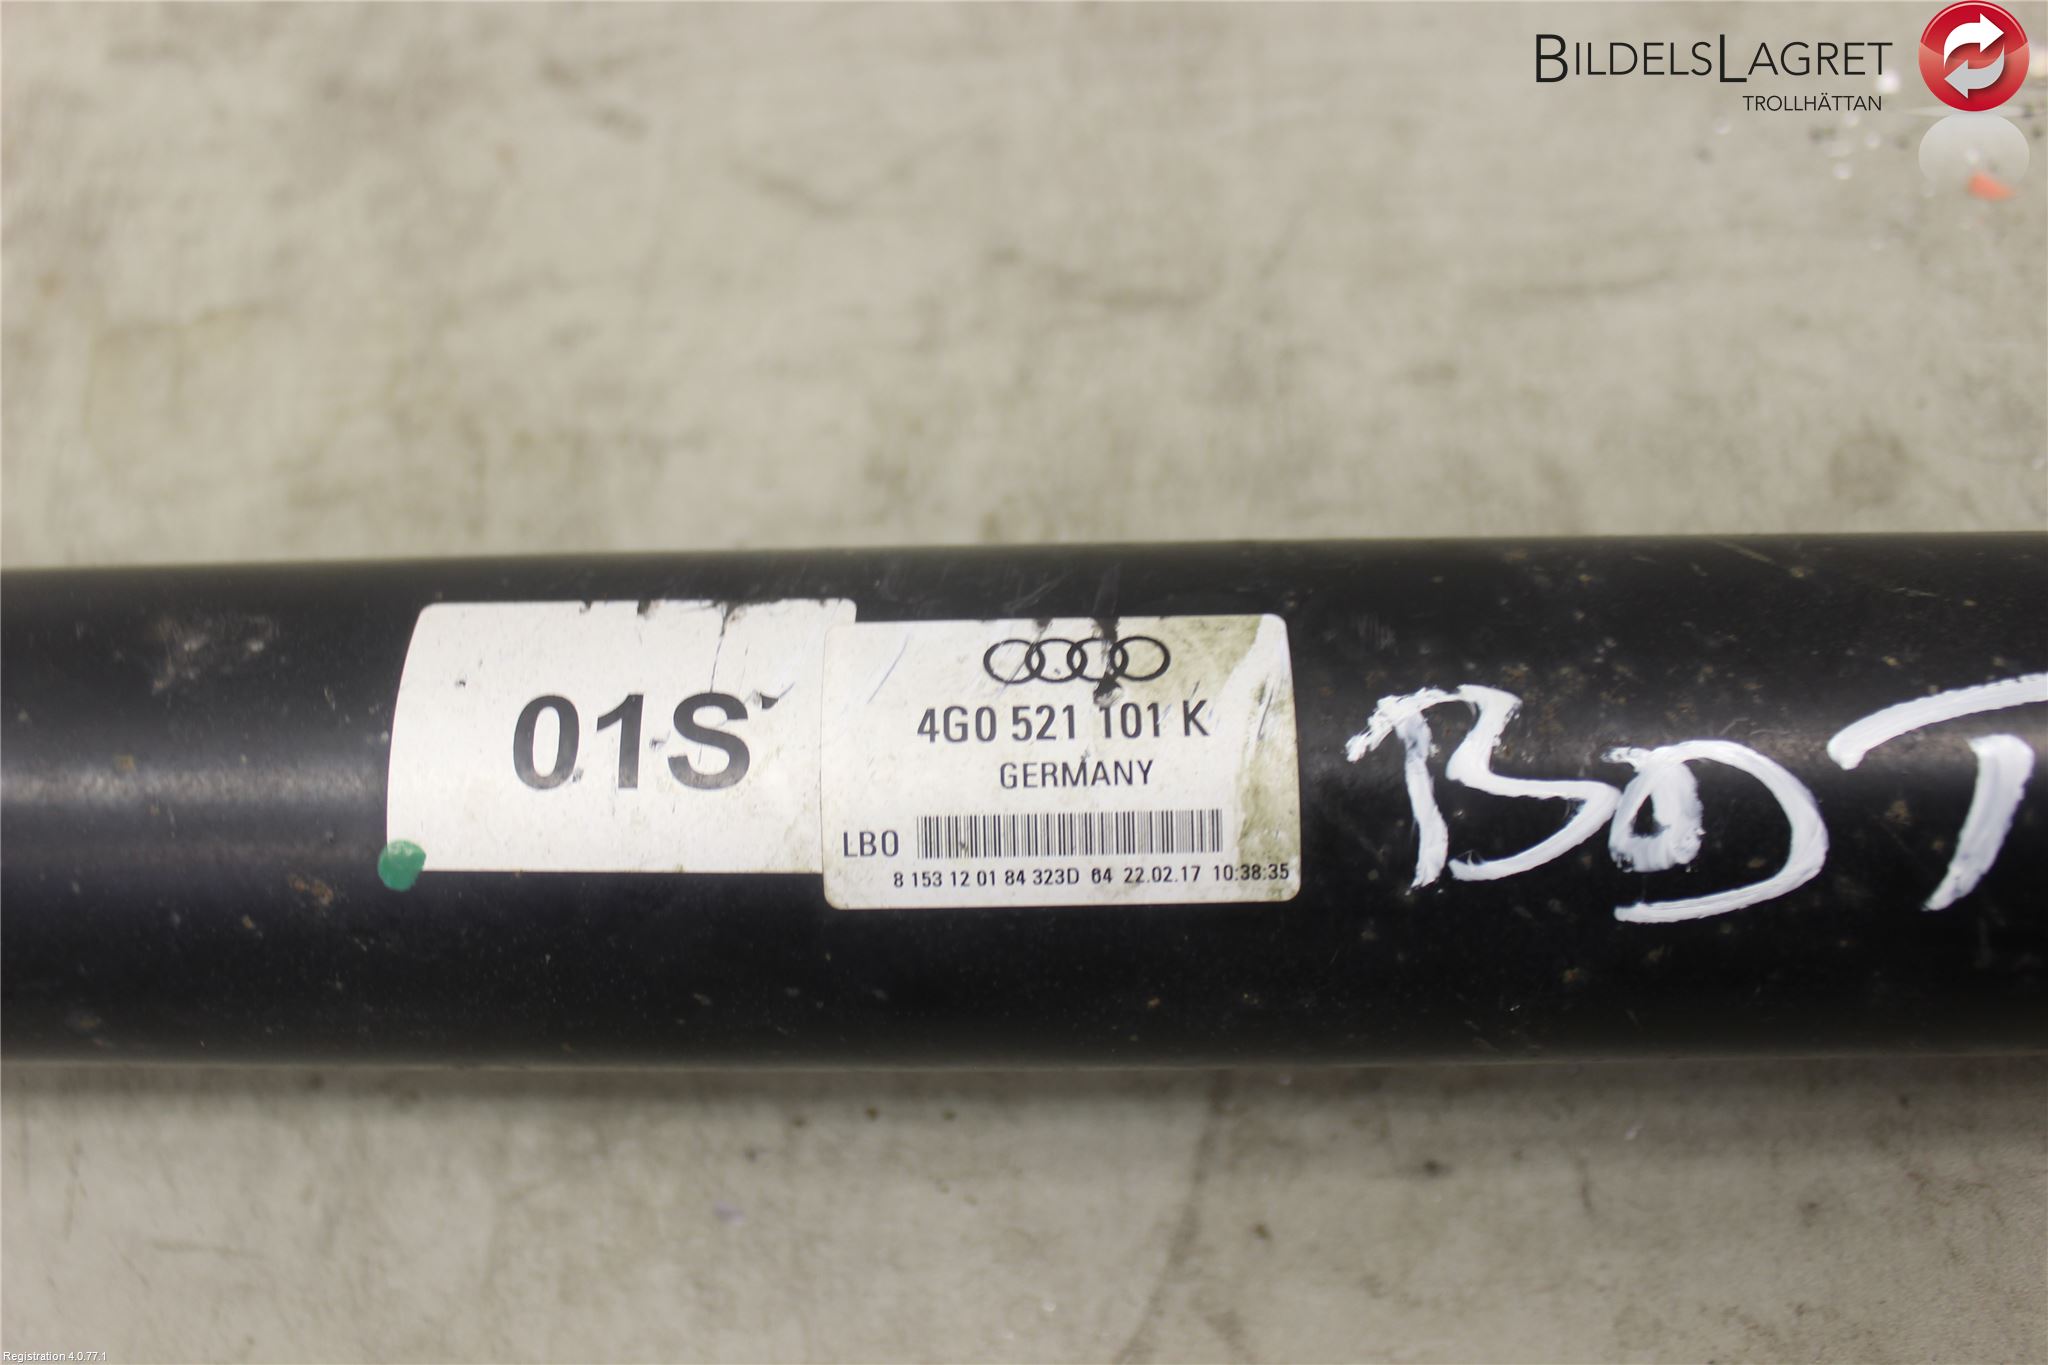 BILDELSLAGRET
TROLLHÄTTAN
01S
4G0 521 101 K
GERMANY
LB0
8 153 12 01 84 323D 64 22.02.17 10:38:35
Registration 4.0.77.1